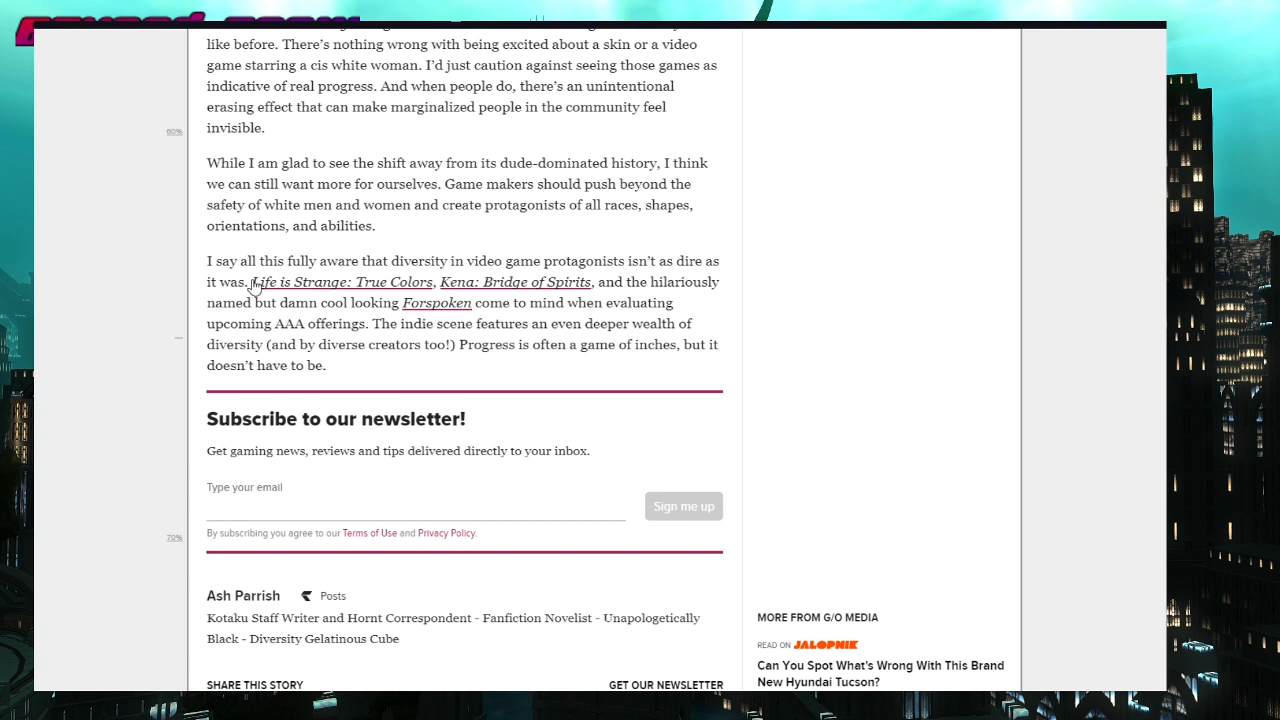 like before. There's nothing wrong with being excited about a skin or a video
game starring a cis white woman. I'd just caution against seeing those games as
indicative of real progress. And when people do, there's an unintentional
erasing effect that can make marginalized people in the community feel
invisible.
60%
While I am glad to see the shift away from its dude-dominated history, I think
we can still want more for ourselves. Game makers should push beyond the
safety of white men and women and create protagonists of all races, shapes,
orientations, and abilities.
I say all this fully aware that diversity in video game protagonists isn't as dire as
it was. Life is Strange: True Colors, Kena: Bridge of Spirits, and the hilariously
named but damn cool looking Forspoken come to mind when evaluating
upcoming AAA offerings. The indie scene features an even deeper wealth of
diversity (and by diverse creators too!) Progress is often a game of inches, but it
doesn't have to be.
Subscribe to our newsletter!
Get gaming news, reviews and tips delivered directly to your inbox.
Type your email
Sign me up
By subscribing you agree to our Terms of Use and Privacy Policy.
70%
Ash Parrish Posts
Kotaku Staff Writer and Hornt Correspondent - Fanfiction Novelist - Unapologetically
Black - Diversity Gelatinous Cube
SHARE THIS STORY
GET OUR NEWSLETTER
MORE FROM G/O MEDIA
READ ON JALOPNIK
Can You Spot What's Wrong With This Brand
New Hyundai Tucson?